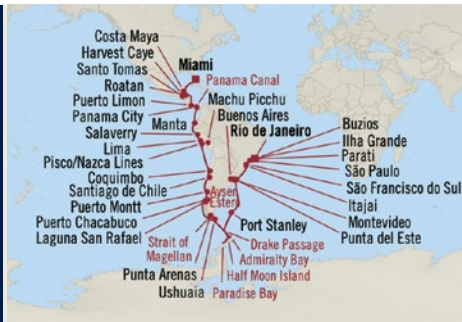 Costa Maya
Harvest Caye
Santo Tomas
Roatan
Puerto Limon
Panama City
Manta
Salaverry
Lima
Pisco/Nazca Lines
Coquimbo
Santiago de Chile
Puerto Montt
Puerto Chacabuco
Laguna San Rafael
Strait of
Magellan
Punta Arenas
Ushuaia
Miami
Panama Canal
Machu Picchu
Buenos Aires
Rio de Janeiro
Aysen
Ester
Buzios
Ilha Grande
Parati
São Paulo
São Francisco do Sul
Itajai
Montevideo
Punta del Este
Port Stanley
Drake Passage
Admiralty Bay
Half Moon Island
Paradise Bay